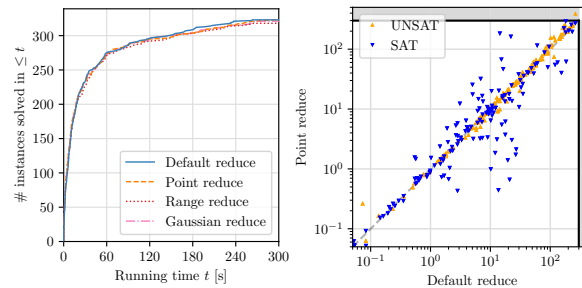 # instances solved in ≤ t
300
250
200
150
100
50
0
0 60 120 180 240 300
Running time t [s]
Default reduce
Point reduce
Range reduce
Gaussian reduce
Point reduce
10²
10¹
10⁰
10⁻¹
10⁻¹ 10⁰ 10¹ 10²
Default reduce
UNSAT
SAT